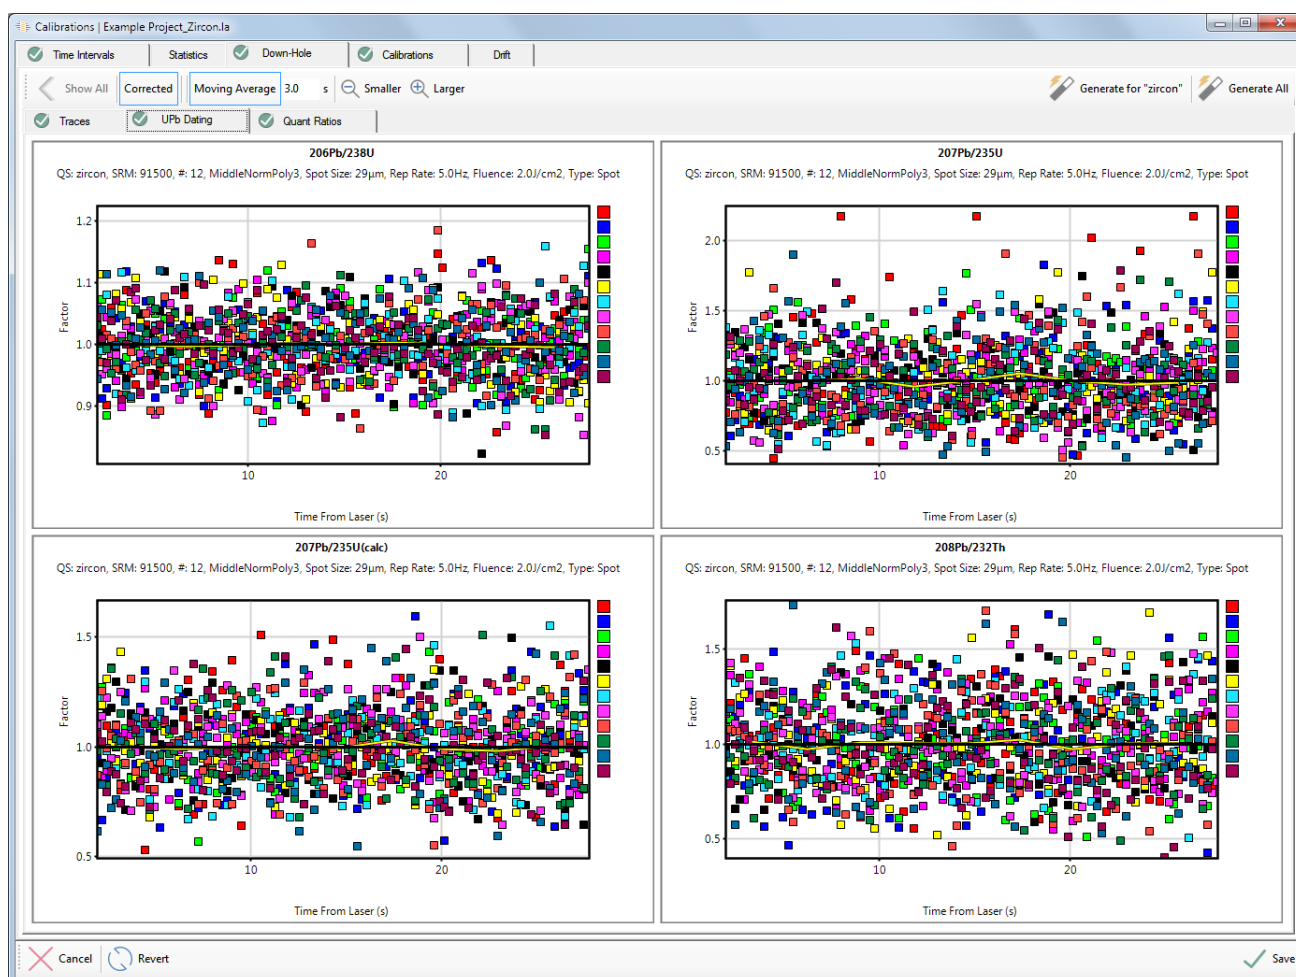 Calibrations | Example Project_Zircon.la
Time Intervals Statistics Down-Hole Calibrations Drift
Show All Corrected Moving Average 3.0 s Smaller Larger Generate for "zircon" Generate All
Traces UPb Dating Quant Ratios
206Pb/238U
QS: zircon, SRM: 91500, #: 12, MiddleNormPoly3, Spot Size: 29µm, Rep Rate: 5.0Hz, Fluence: 2.0J/cm2, Type: Spot
1.2
1.1
1.0
0.9
Factor
10 20
Time From Laser (s)
207Pb/235U
QS: zircon, SRM: 91500, #: 12, MiddleNormPoly3, Spot Size: 29µm, Rep Rate: 5.0Hz, Fluence: 2.0J/cm2, Type: Spot
2.0
1.5
1.0
0.5
Factor
10 20
Time From Laser (s)
207Pb/235U(calc)
QS: zircon, SRM: 91500, #: 12, MiddleNormPoly3, Spot Size: 29µm, Rep Rate: 5.0Hz, Fluence: 2.0J/cm2, Type: Spot
1.5
1.0
0.5
Factor
10 20
Time From Laser (s)
208Pb/232Th
QS: zircon, SRM: 91500, #: 12, MiddleNormPoly3, Spot Size: 29µm, Rep Rate: 5.0Hz, Fluence: 2.0J/cm2, Type: Spot
1.5
1.0
0.5
Factor
10 20
Time From Laser (s)
Cancel Revert Save